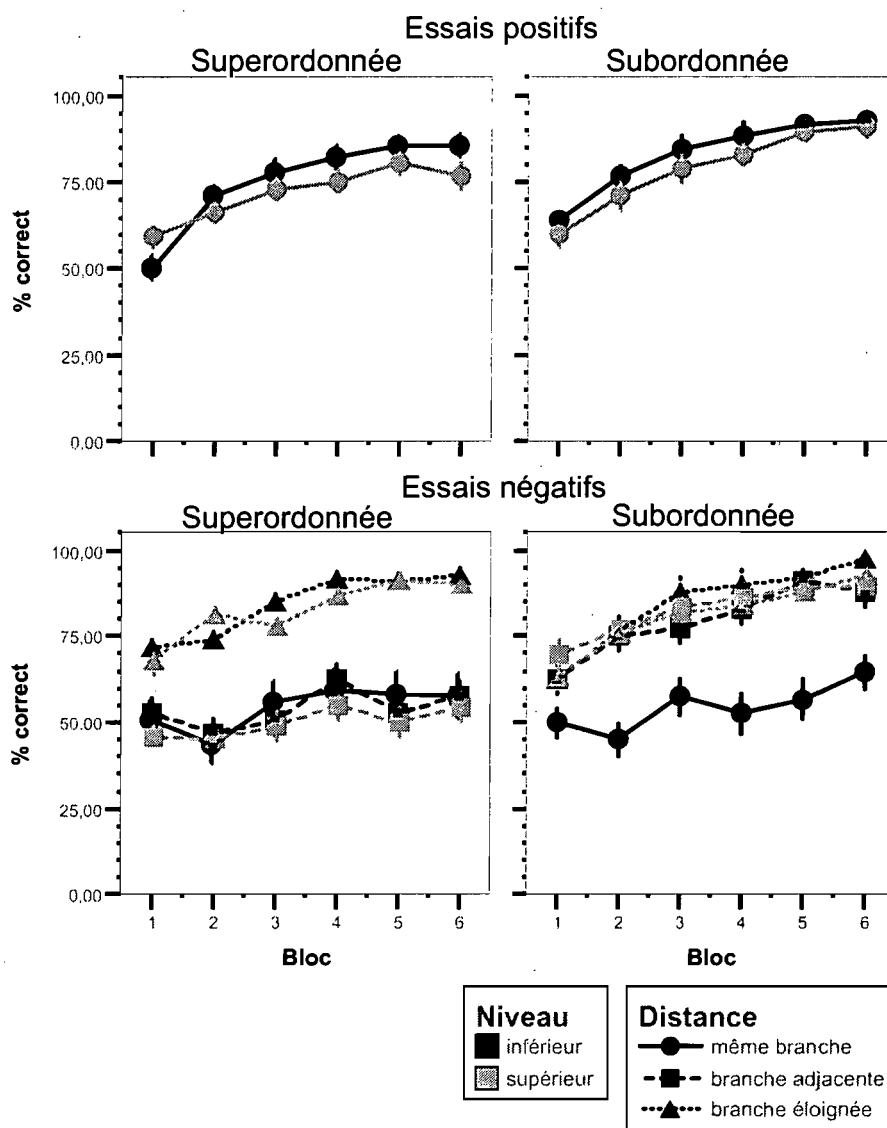 Essais positifs
Superordonnée
Subordonnée
100,00
75,00
50,00
25,00
0,00
% correct
Essais négatifs
Superordonnée
Subordonnée
100,00
75,00
50,00
25,00
0,00
% correct
1 2 3 4 5 6
1 2 3 4 5 6
Bloc
Bloc
Niveau
inférieur
supérieur
Distance
même branche
branche adjacente
branche éloignée